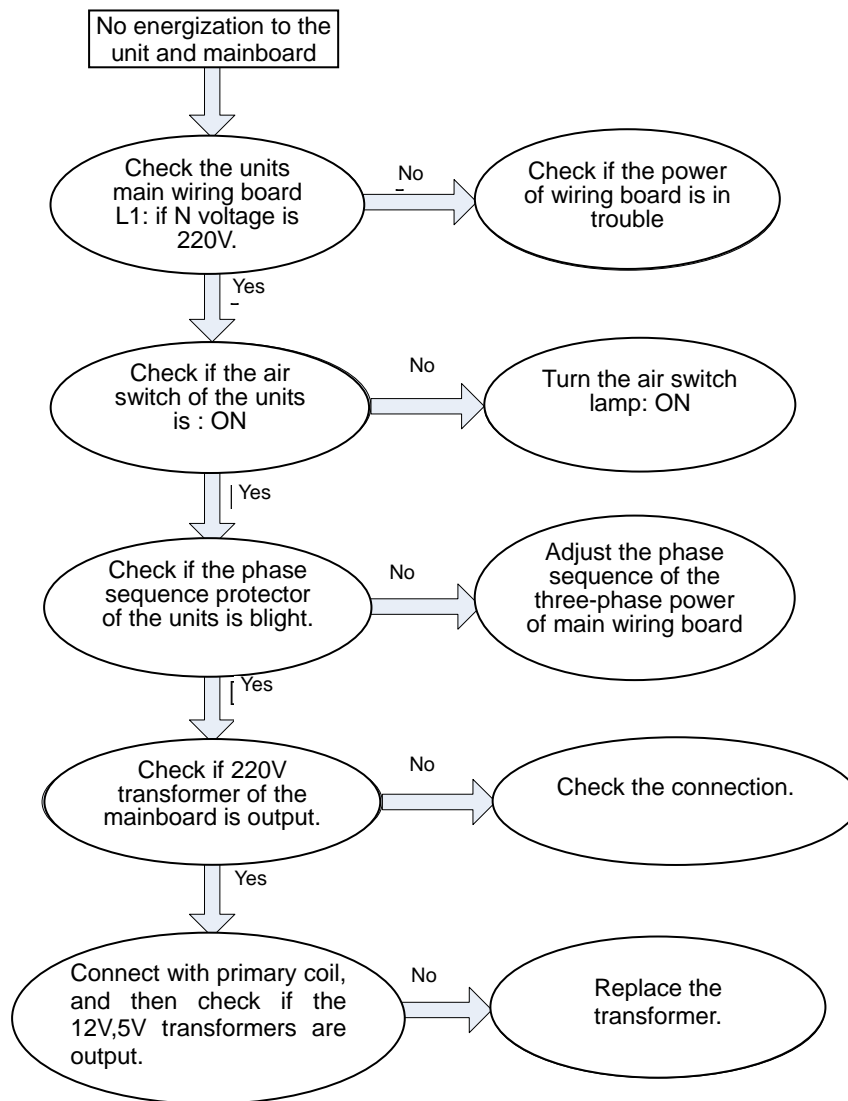 No energization to the
unit and mainboard
Check the units
main wiring board
L1: if N voltage is
220V.
No
Check if the power
of wiring board is in
trouble
Yes
Check if the air
switch of the units
is : ON
No
Turn the air switch
lamp: ON
Yes
Check if the phase
sequence protector
of the units is blight.
No
Adjust the phase
sequence of the
three-phase power
of main wiring board
Yes
Check if 220V
transformer of the
mainboard is output.
No
Check the connection.
Yes
Connect with primary coil,
and then check if the
12V,5V transformers are
output.
No
Replace the
transformer.